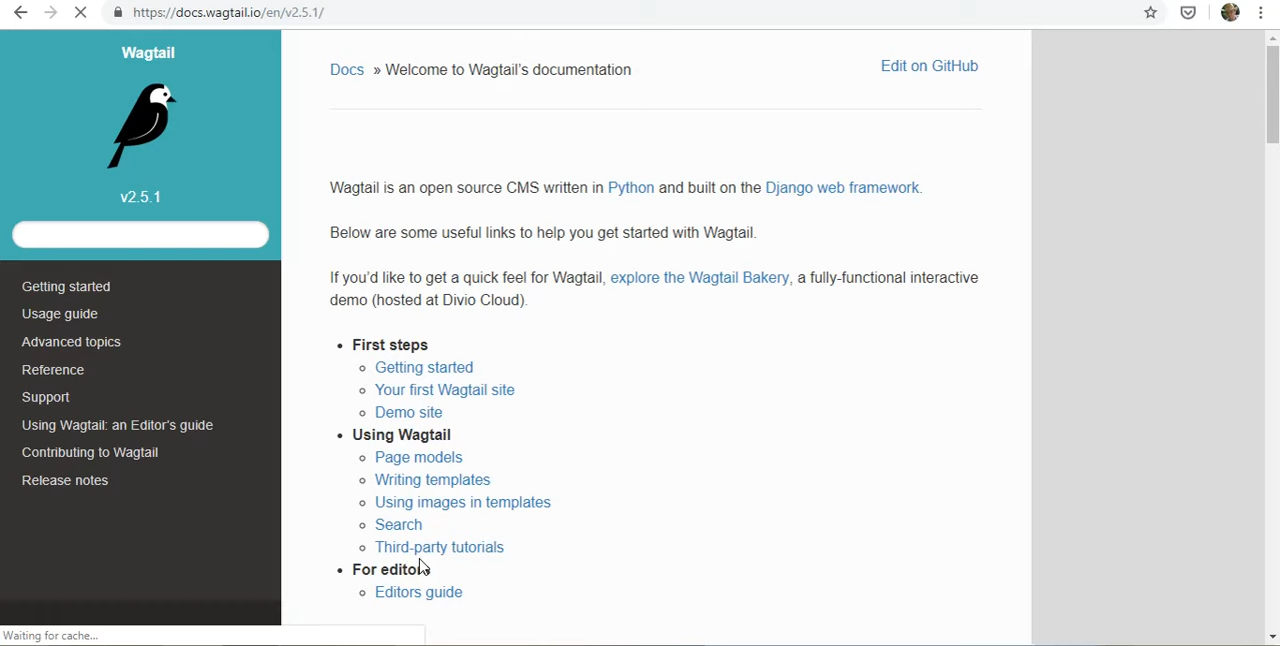 https://docs.wagtail.io/en/v2.5.1/
Wagtail
v2.5.1
Getting started
Usage guide
Advanced topics
Reference
Support
Using Wagtail: an Editor's guide
Contributing to Wagtail
Release notes
Docs » Welcome to Wagtail's documentation
Edit on GitHub
Wagtail is an open source CMS written in Python and built on the Django web framework.
Below are some useful links to help you get started with Wagtail.
If you'd like to get a quick feel for Wagtail, explore the Wagtail Bakery, a fully-functional interactive
demo (hosted at Divio Cloud).
First steps
Getting started
Your first Wagtail site
Demo site
Using Wagtail
Page models
Writing templates
Using images in templates
Search
Third-party tutorials
For editors
Editors guide
Waiting for cache...